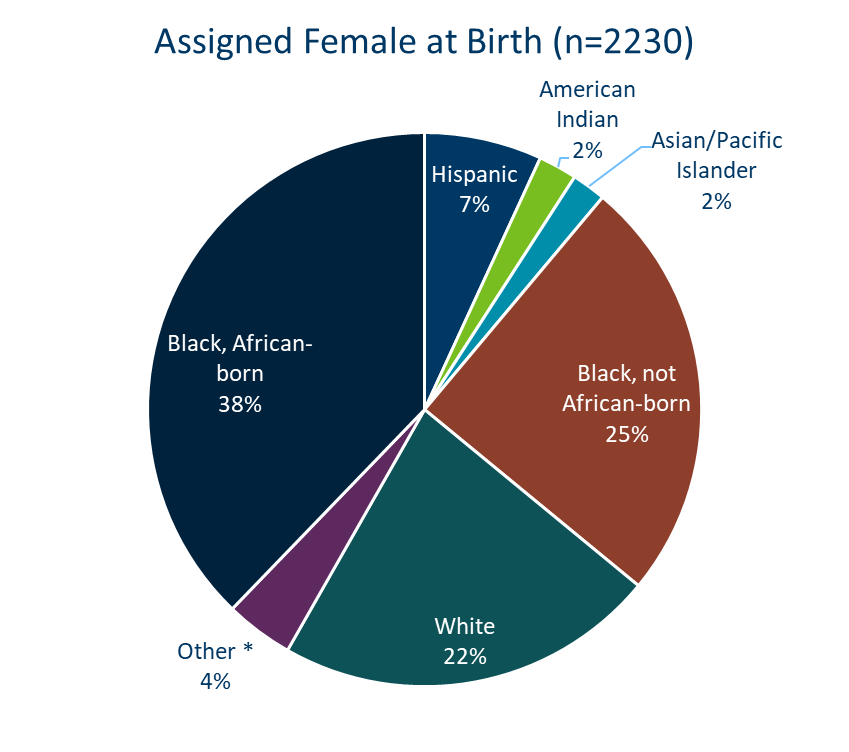 Assigned Female at Birth (n=2230)
American
Indian
2%
Asian/Pacific
Islander
2%
Hispanic
7%
Black, African-
born
38%
Black, not
African-born
25%
White
22%
Other *
4%